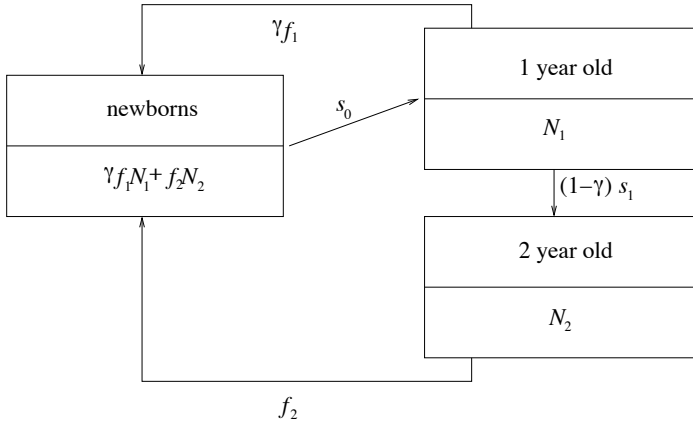 γf₁
1 year old
newborns
s₀
N₁
γf₁N₁+ f₂N₂
(1–γ) s₁
2 year old
N₂
f₂